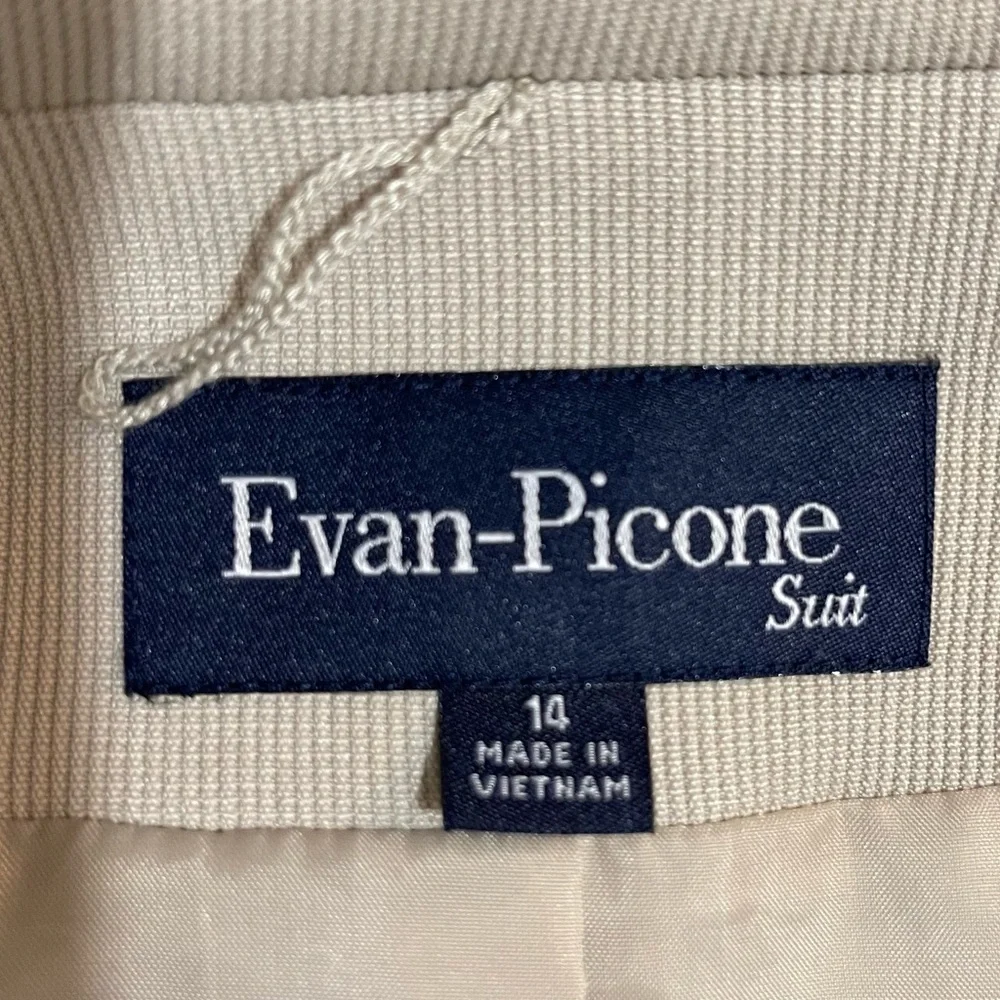 Evan-Picone
Suit
14
MADE IN
VIETNAM